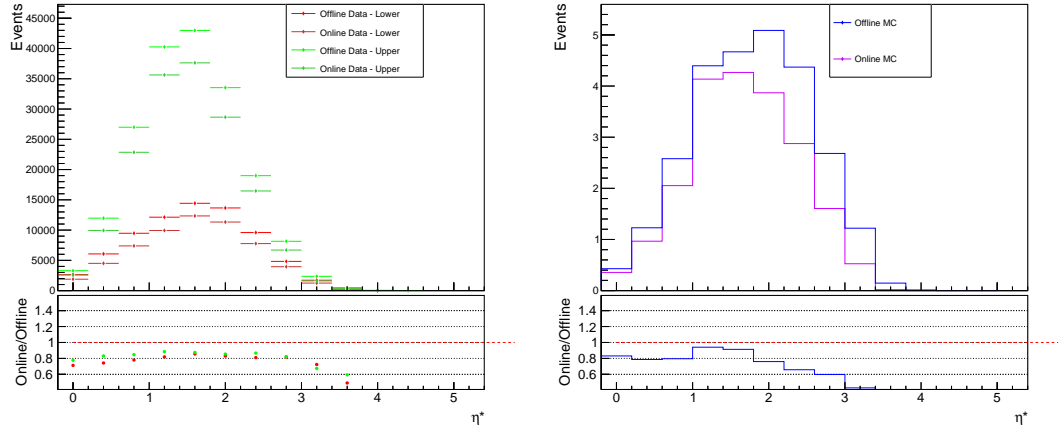 Events
45000
40000
35000
30000
25000
20000
15000
10000
5000
0
Offline Data - Lower
Online Data - Lower
Offline Data - Upper
Online Data - Upper
Online/Offline
1.4
1.2
1
0.8
0.6
0 1 2 3 4 5
η*
Events
5
4
3
2
1
0
Offline MC
Online MC
Online/Offline
1.4
1.2
1
0.8
0.6
0 1 2 3 4 5
η*